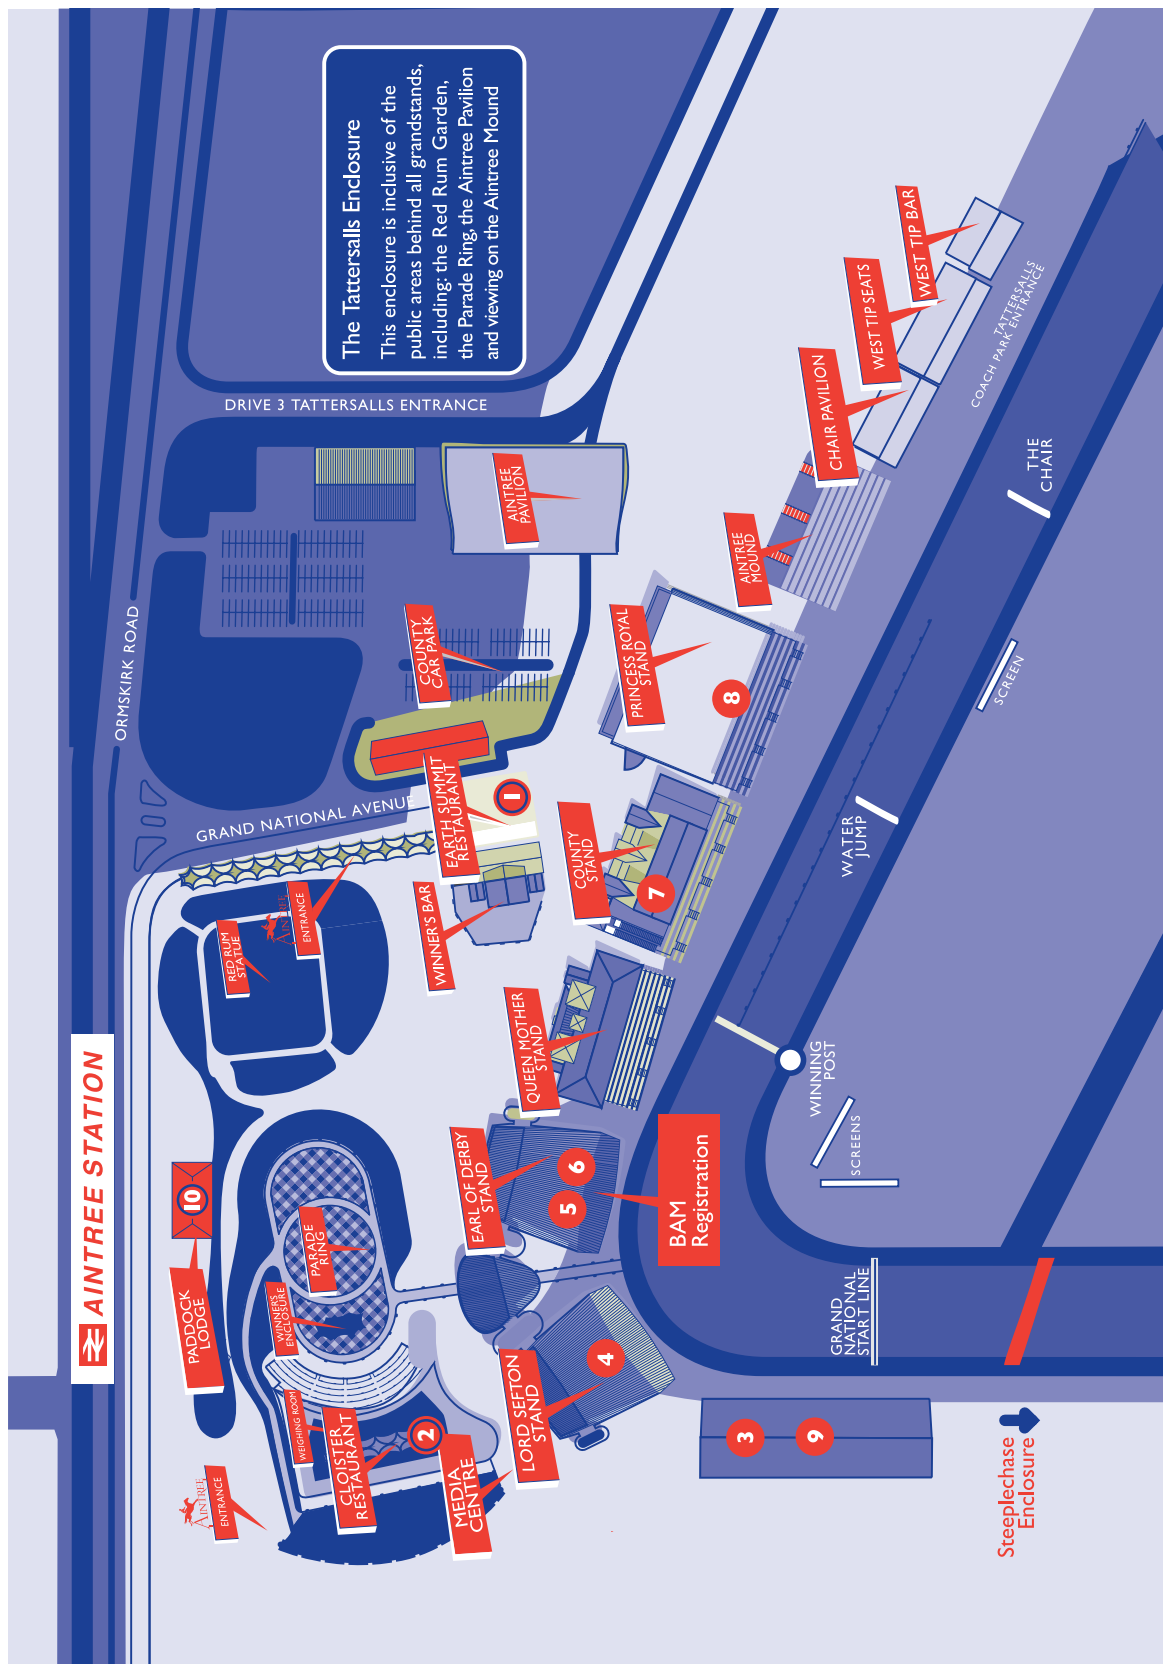 AINTREE STATION
ORMSKIRK ROAD
The Tattersalls Enclosure
This enclosure is inclusive of the
public areas behind all grandstands,
including: the Red Rum Garden,
the Parade Ring, the Aintree Pavilion
and viewing on the Aintree Mound
DRIVE 3 TATTERSALLS ENTRANCE
GRAND NATIONAL AVENUE
AINTREE
ENTRANCE
PADDOCK
LODGE
10
RED RUM
STATUE
AINTREE
ENTRANCE
WEIGHING ROOM
WINNERS
ENCLOSURE
PARADE
RING
CLOISTER
RESTAURANT
2
MEDIA
CENTRE
WINNER'S BAR
EARTH SUMMIT
RESTAURANT
1
COUNTY
CAR PARK
AINTREE
PAVILION
LORD SEFTON
STAND
4
EARL OF DERBY
STAND
5
6
QUEEN MOTHER
STAND
COUNTY
STAND
7
PRINCESS ROYAL
STAND
8
AINTREE
MOUND
CHAIR PAVILION
WEST TIP SEATS
WEST TIP BAR
TATTERSALLS
COACH PARK ENTRANCE
BAM
Registration
3
9
WINNING
POST
SCREENS
WATER
JUMP
SCREEN
THE
CHAIR
GRAND
NATIONAL
START LINE
Steeplechase
Enclosure